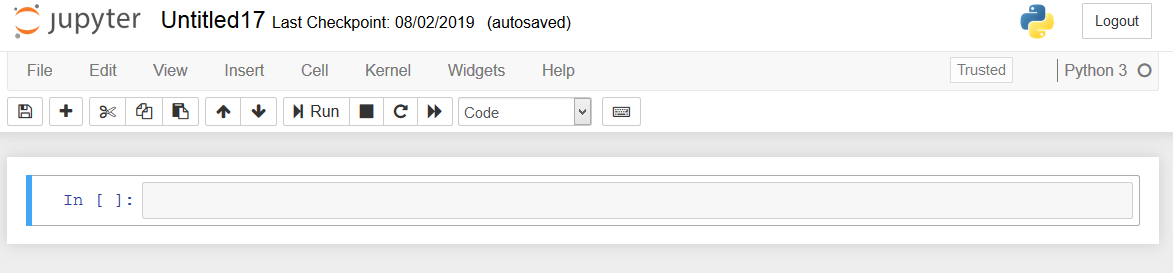 jupyter Untitled17 Last Checkpoint: 08/02/2019 (autosaved) Logout
File Edit View Insert Cell Kernel Widgets Help Trusted Python 3
Run Code
In [ ]: